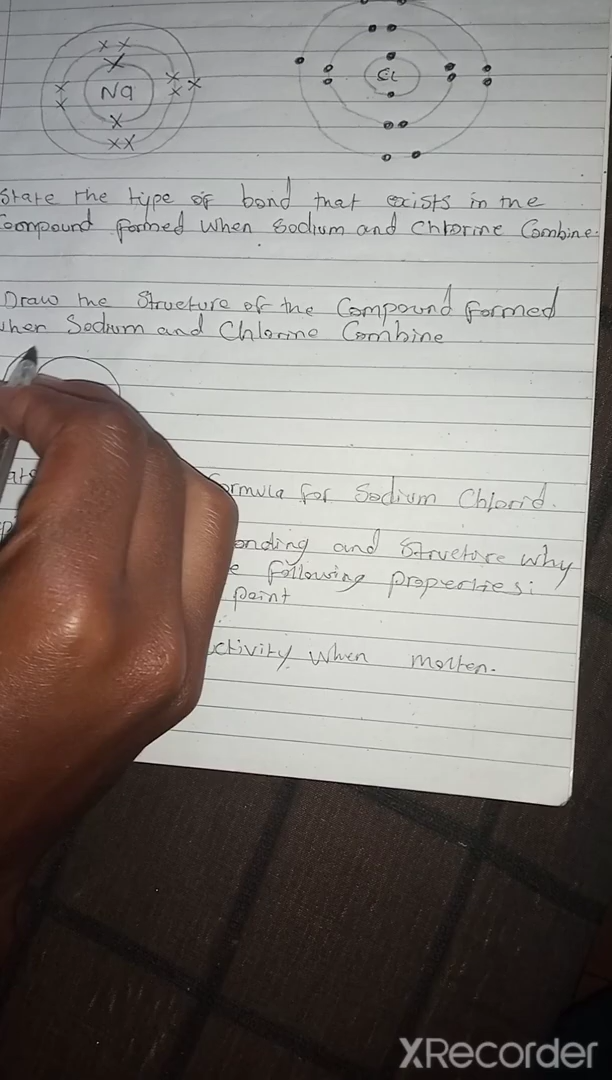 Na
Cl
State the type of bond that exists in the
Compound formed when Sodium and Chlorine Combine.
Draw the Structure of the Compound formed
when Sodium and Chlorine Combine
formula for Sodium Chlorid.
onding and Structure why
e following properties:
point
uctivity when molten.
XRecorder